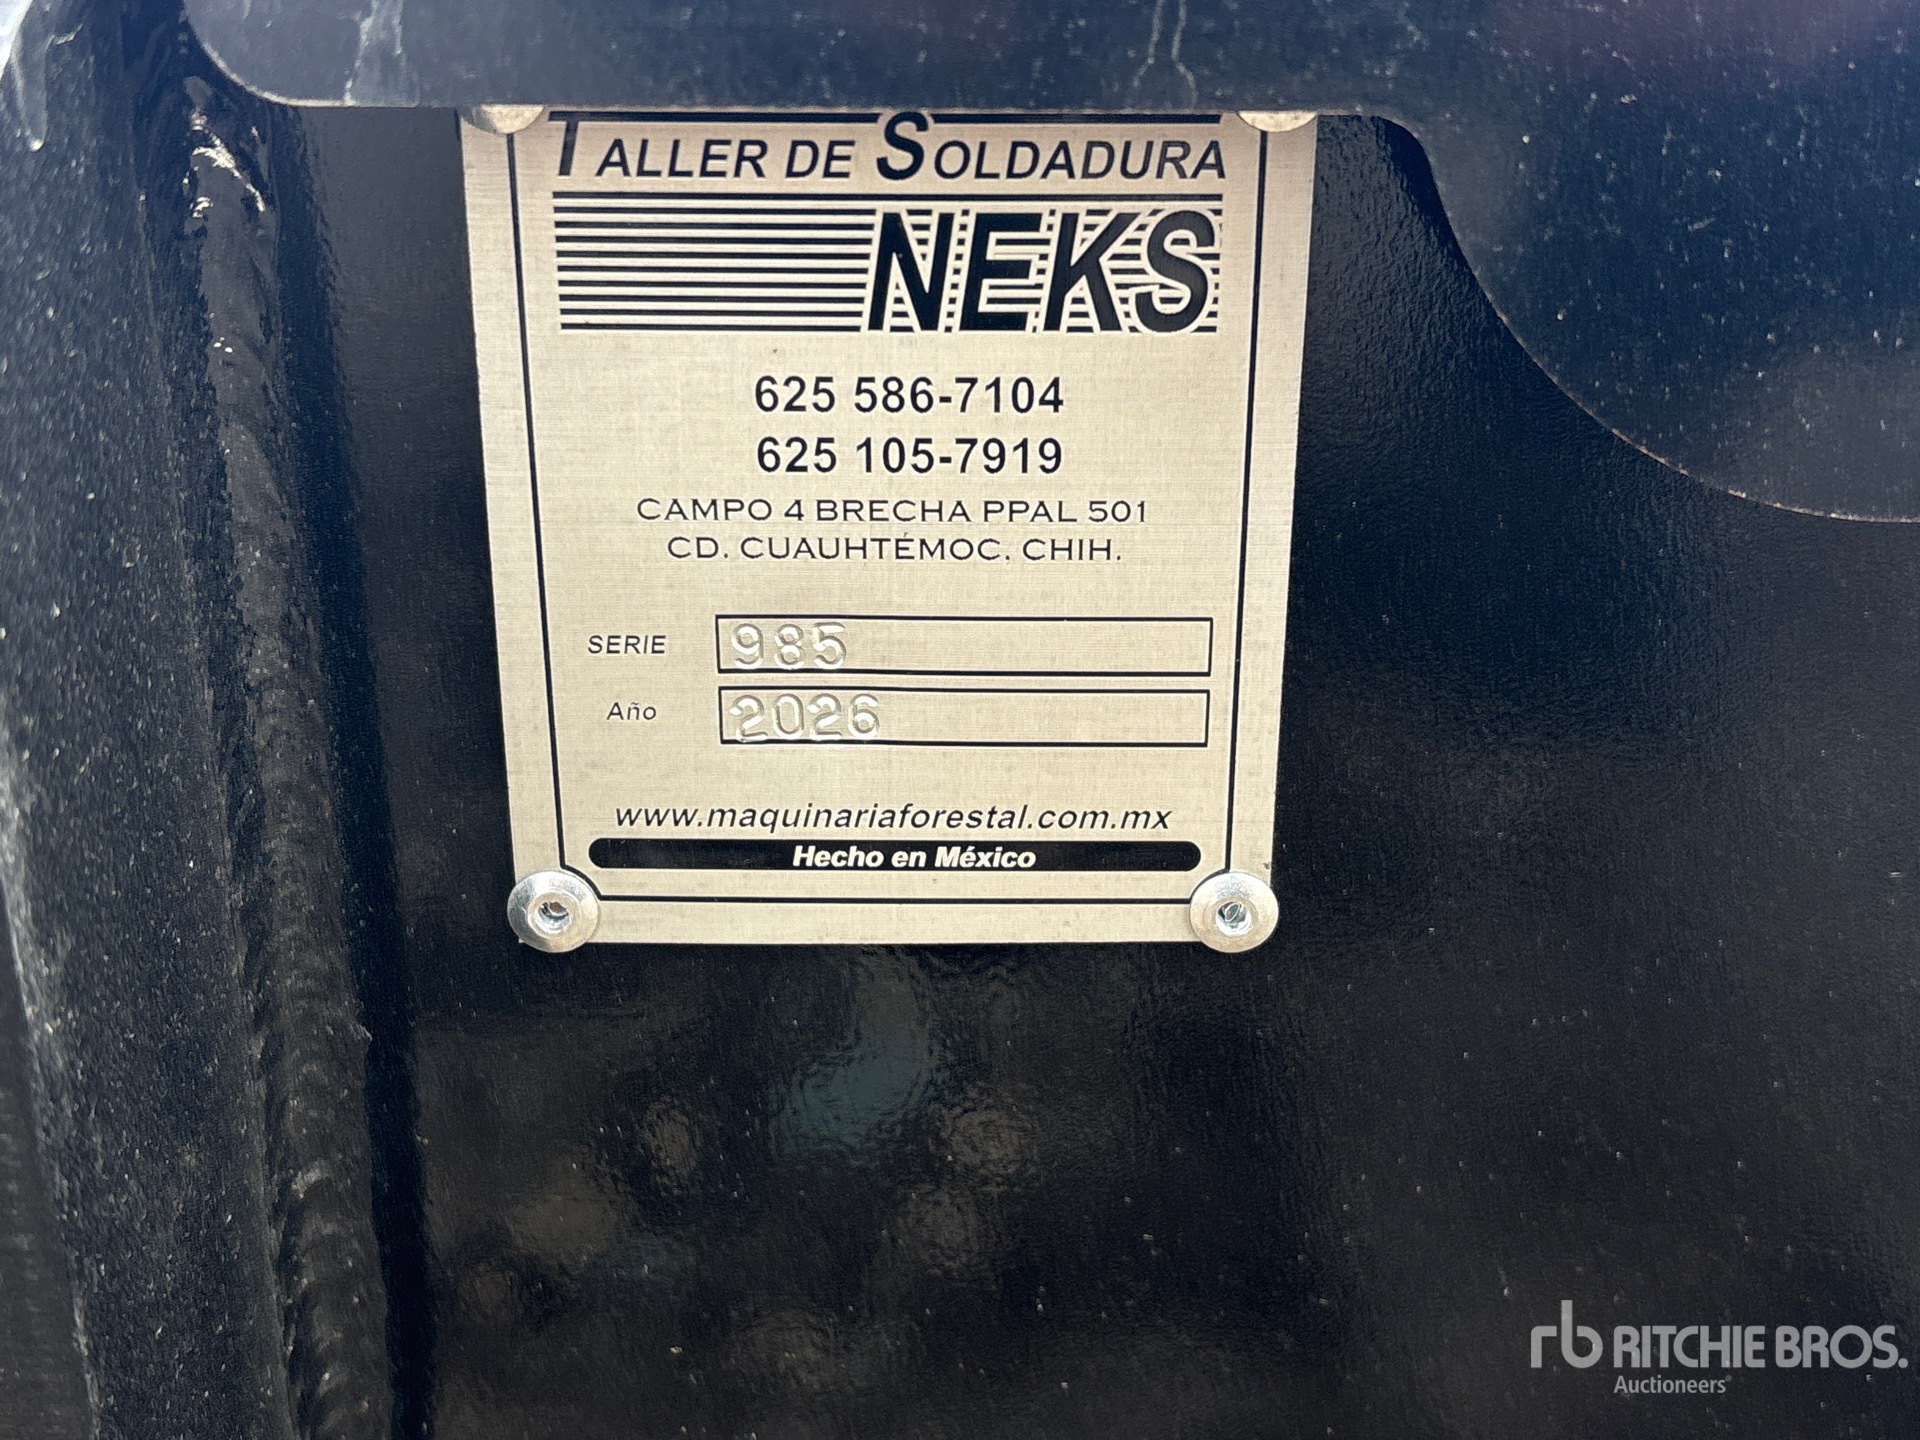 TALLER DE SOLDADURA
NEKS
625 586-7104
625 105-7919
CAMPO 4 BRECHA PPAL 501
CD. CUAUHTÉMOC, CHIH.
SERIE 985
Año 2026
www.maquinariaforestal.com.mx
Hecho en México
rb RITCHIE BROS.
Auctioneers®